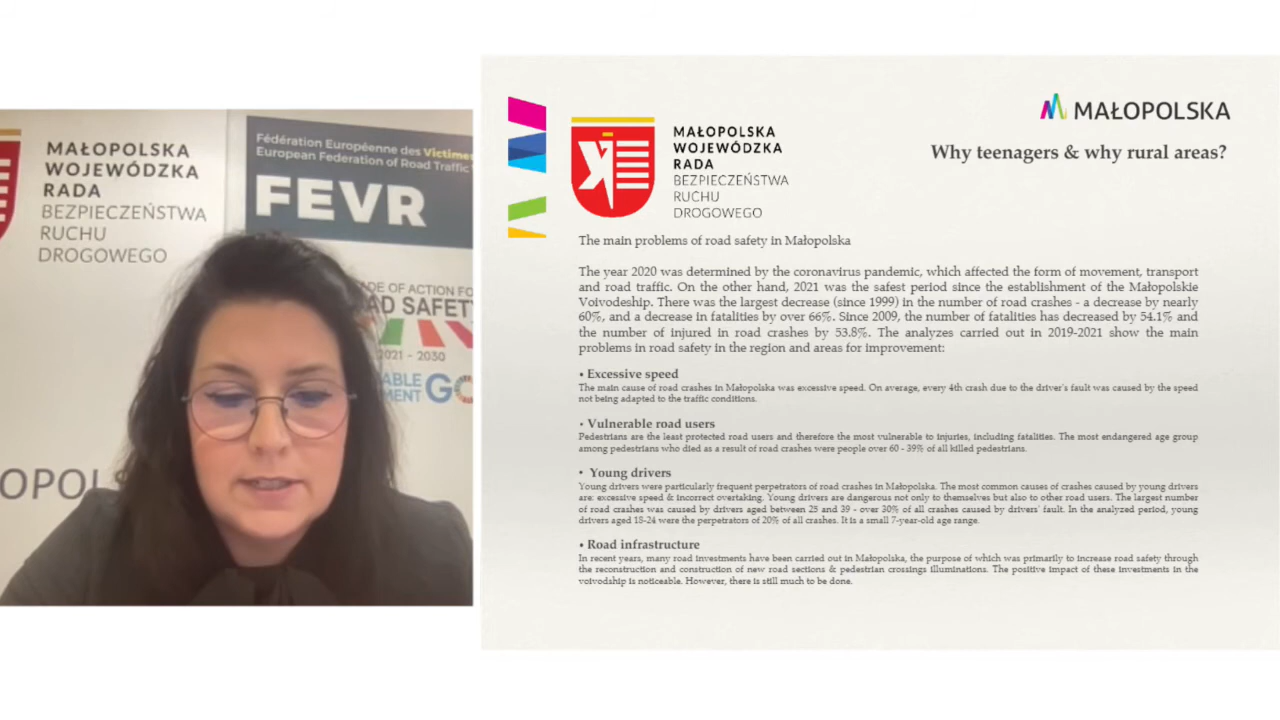 MAŁOPOLSKA
WOJEWÓDZKA
RADA
BEZPIECZEŃSTWA
RUCHU
DROGOWEGO
Fédération Européenne des Victimes
European Federation of Road Traffic
FEVR
DE OF ACTION FO
AD SAFETY
2021 - 2030
ABLE
MENT GO
OPOLS
MAŁOPOLSKA
WOJEWÓDZKA
RADA
BEZPIECZEŃSTWA
RUCHU
DROGOWEGO
MAŁOPOLSKA
Why teenagers & why rural areas?
The main problems of road safety in Małopolska
The year 2020 was determined by the coronavirus pandemic, which affected the form of movement, transport
and road traffic. On the other hand, 2021 was the safest period since the establishment of the Małopolskie
Voivodeship. There was the largest decrease (since 1999) in the number of road crashes - a decrease by nearly
60%, and a decrease in fatalities by over 66%. Since 2009, the number of fatalities has decreased by 54.1% and
the number of injured in road crashes by 53.8%. The analyzes carried out in 2019-2021 show the main
problems in road safety in the region and areas for improvement:
• Excessive speed
The main cause of road crashes in Małopolska was excessive speed. On average, every 4th crash due to the driver's fault was caused by the speed
not being adapted to the traffic conditions.
• Vulnerable road users
Pedestrians are the least protected road users and therefore the most vulnerable to injuries, including fatalities. The most endangered age group
among pedestrians who died as a result of road crashes were people over 60 - 39% of all killed pedestrians.
• Young drivers
Young drivers were particularly frequent perpetrators of road crashes in Małopolska. The most common causes of crashes caused by young drivers
are: excessive speed & incorrect overtaking. Young drivers are dangerous not only to themselves but also to other road users. The largest number
of road crashes was caused by drivers aged between 25 and 39 - over 30% of all crashes caused by drivers' fault. In the analyzed period, young
drivers aged 18-24 were the perpetrators of 20% of all crashes. It is a small 7-year-old age range.
• Road infrastructure
In recent years, many road investments have been carried out in Małopolska, the purpose of which was primarily to increase road safety through
the reconstruction and construction of new road sections & pedestrian crossings illuminations. The positive impact of these investments in the
voivodship is noticeable. However, there is still much to be done.